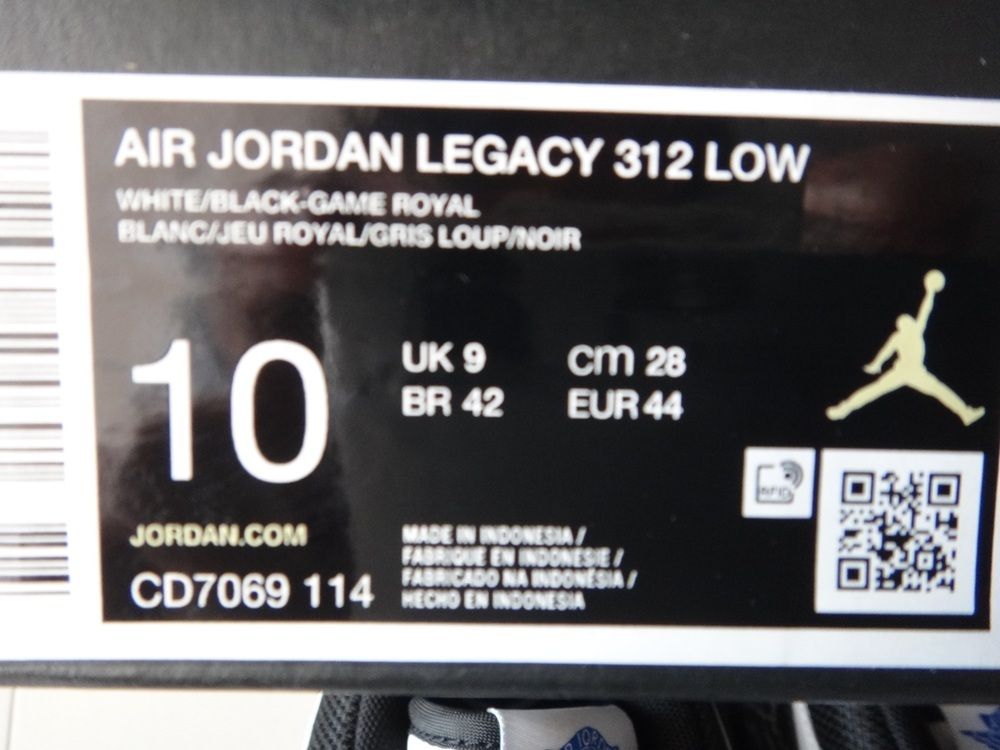 AIR JORDAN LEGACY 312 LOW
WHITE/BLACK-GAME ROYAL
BLANC/JEU ROYAL/GRIS LOUP/NOIR
10
UK 9
cm 28
BR 42
EUR 44
RFID
JORDAN.COM
CD7069 114
MADE IN INDONESIA /
FABRIQUE EN INDONESIE /
FABRICADO NA INDONESIA /
HECHO EN INDONESIA